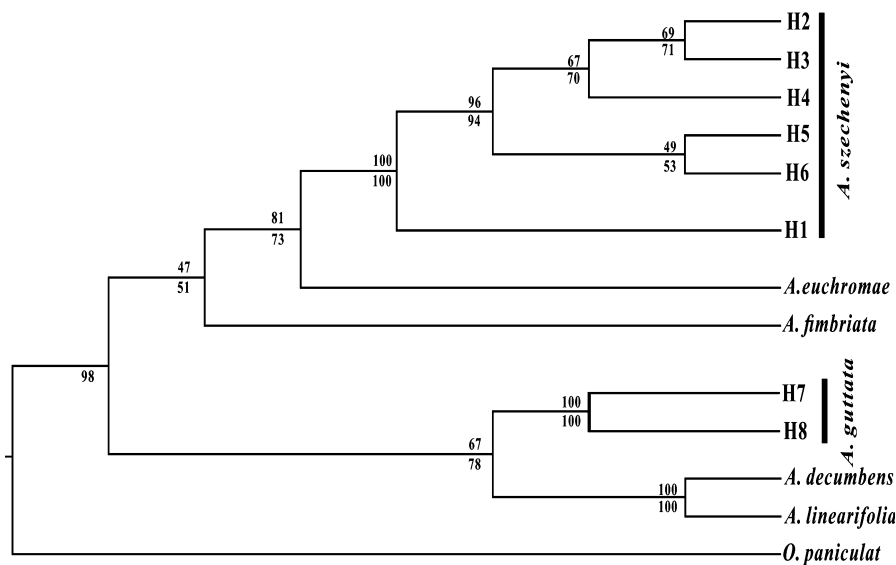 H2
69
71
H3
67
70
H4
96
94
H5
49
53
H6
A. szechenyi
100
100
H1
81
73
A.euchromae
47
51
A. fimbriata
98
H7
100
100
H8
A. guttata
67
78
A. decumbens
100
100
A. linearifolia
O. paniculat